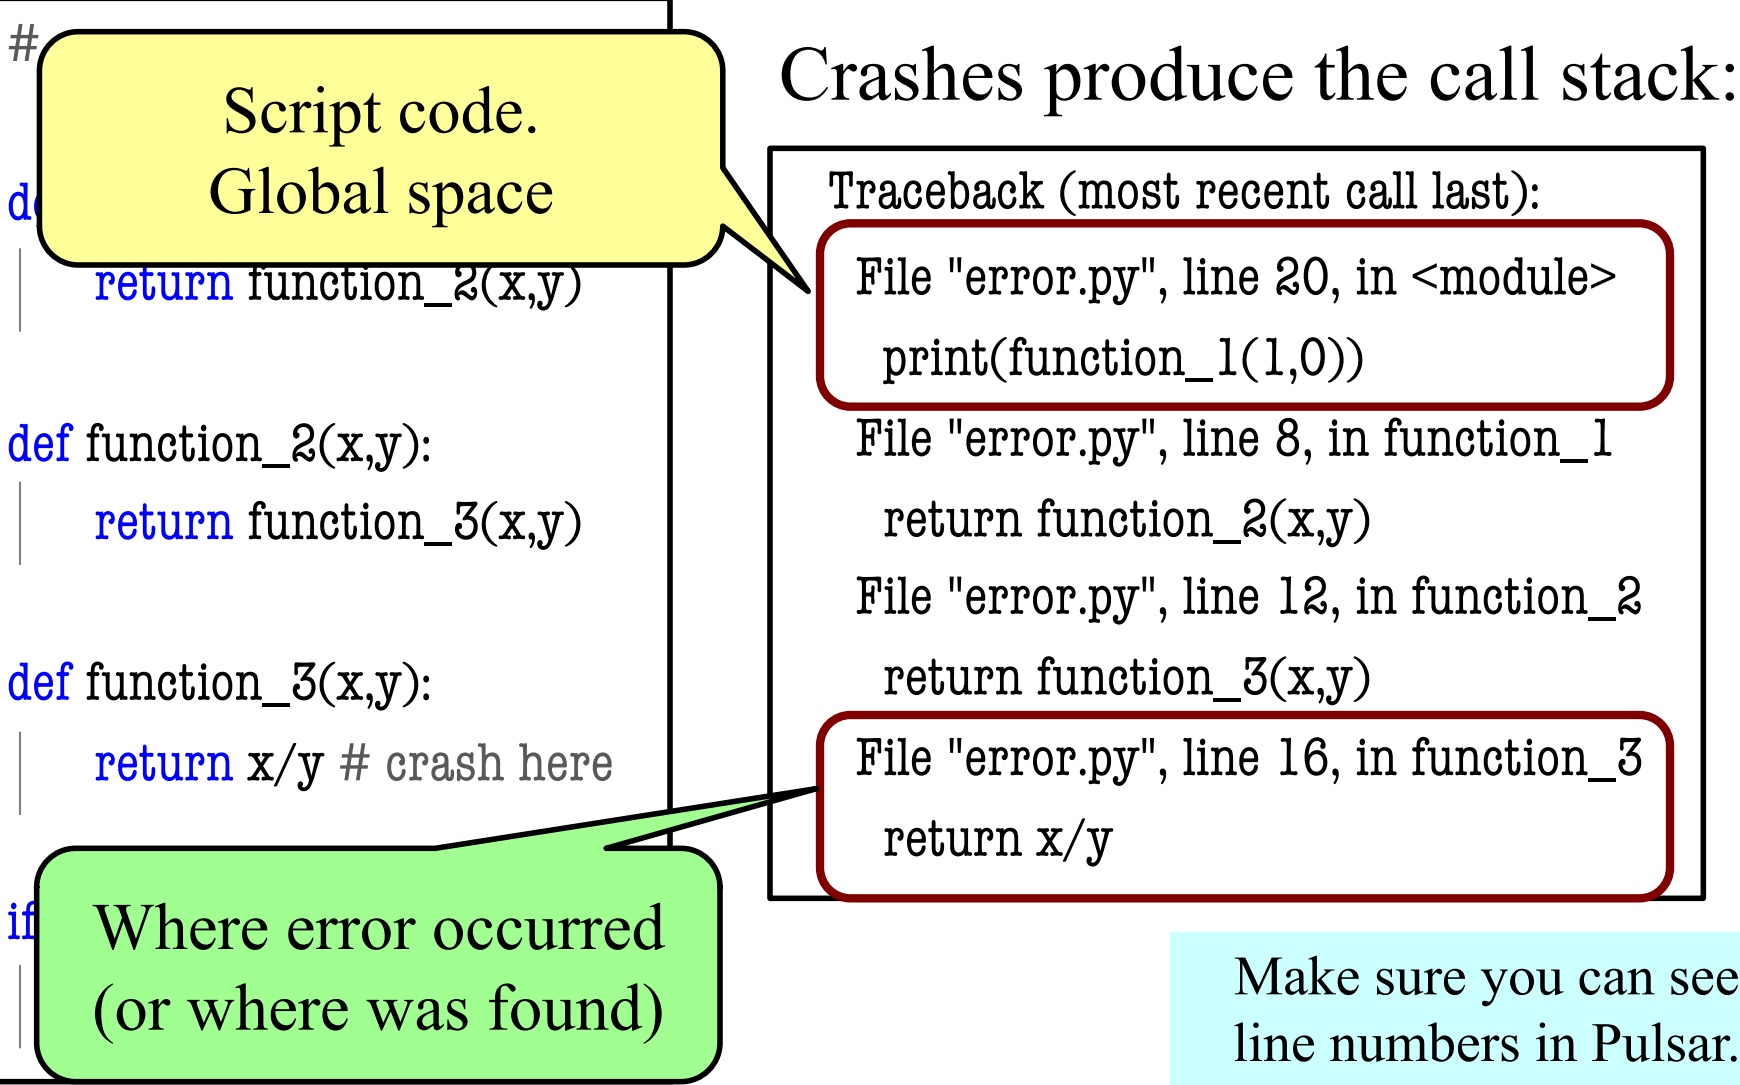 #
Script code.
Global space
return function_2(x,y)
def function_2(x,y):
return function_3(x,y)
def function_3(x,y):
return x/y # crash here
if
Where error occurred
(or where was found)
Crashes produce the call stack:
Traceback (most recent call last):
File "error.py", line 20, in <module>
print(function_1(1,0))
File "error.py", line 8, in function_1
return function_2(x,y)
File "error.py", line 12, in function_2
return function_3(x,y)
File "error.py", line 16, in function_3
return x/y
Make sure you can see
line numbers in Pulsar.